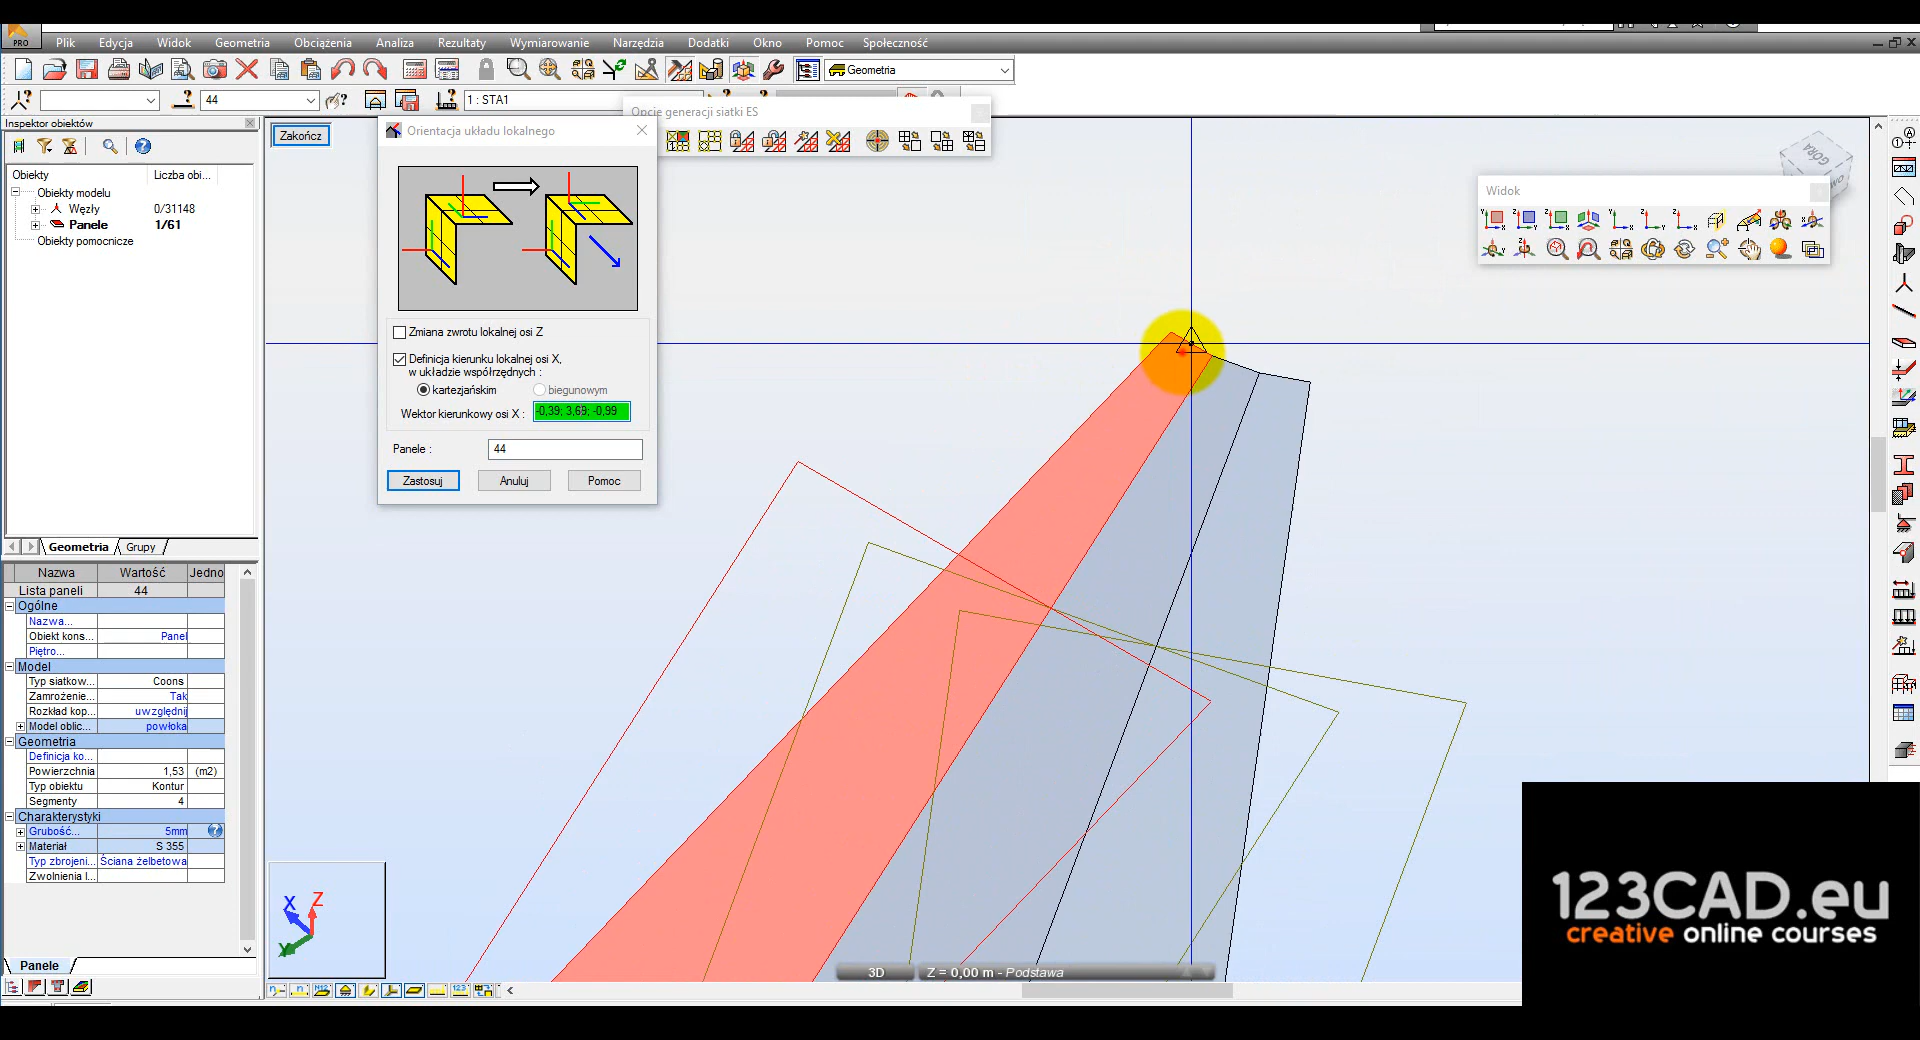 PRO Plik Edycja Widok Geometria Obciążenia Analiza Rezultaty Wymiarowanie Narzędzia Dodatki Okno Pomoc Społeczność
Geometria
44 1 : STA1
Inspektor obiektów
Obiekty Liczba obi...
Obiekty modelu
Węzły 0/31148
Panele 1/61
Obiekty pomocnicze
Geometria Grupy
Nazwa Wartość Jedno
Lista paneli 44
Ogólne
Nazwa...
Obiekt kons... Panel
Piętro...
Model
Typ siatkow... Coons
Zamrożenie... Tak
Rozkład kop... uwzględnij
Model oblic... powłoka
Geometria
Definicja ko...
Powierzchnia 1,53 (m2)
Typ obiektu Kontur
Segmenty 4
Charakterystyki
Grubość... 5mm
Materiał S 355
Typ zbrojeni... Ściana żelbetowa
Zwolnienia l...
Panele
Zakończ
Orientacja układu lokalnego
Zmiana zwrotu lokalnej osi Z
Definicja kierunku lokalnej osi X,
w układzie współrzędnych :
kartezjańskim biegunowym
Wektor kierunkowy osi X : -0,39; 3,69; -0,99
Panele : 44
Zastosuj Anuluj Pomoc
Opcje generacji siatki ES
Widok
GÓRA
X Z
Y
3D Z = 0,00 m - Podstawa
123CAD.eu
creative online courses